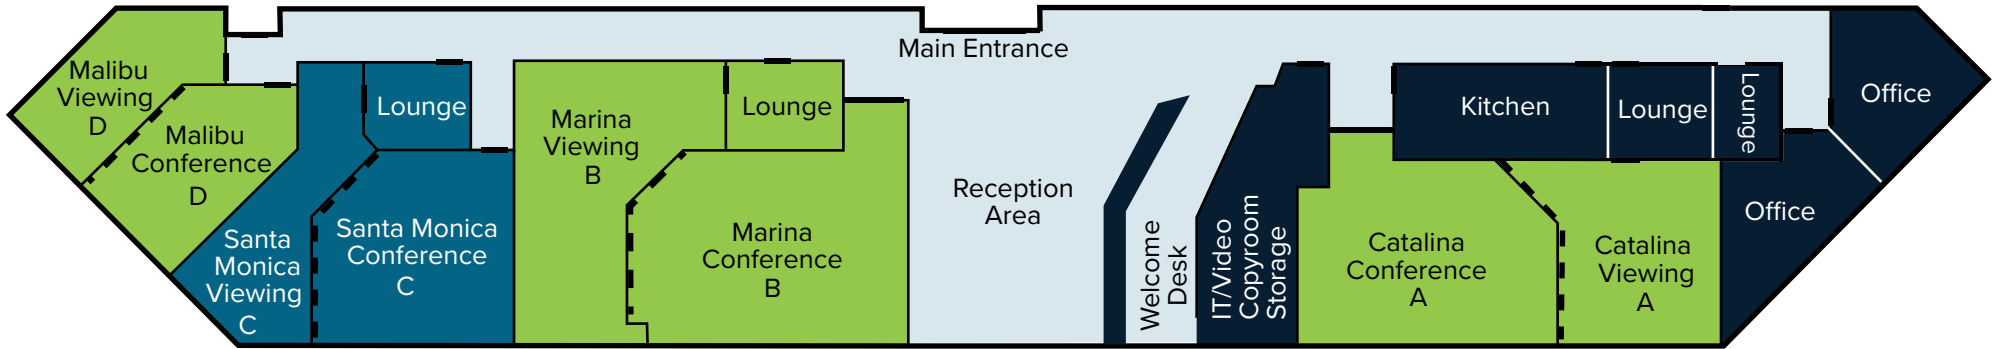 Main Entrance
Malibu
Viewing
D
Malibu
Conference
D
Santa
Monica
Viewing
C
Lounge
Santa Monica
Conference
C
Marina
Viewing
B
Lounge
Marina
Conference
B
Reception
Area
Welcome
Desk
IT/Video
Copyroom
Storage
Catalina
Conference
A
Kitchen
Lounge
Lounge
Catalina
Viewing
A
Office
Office